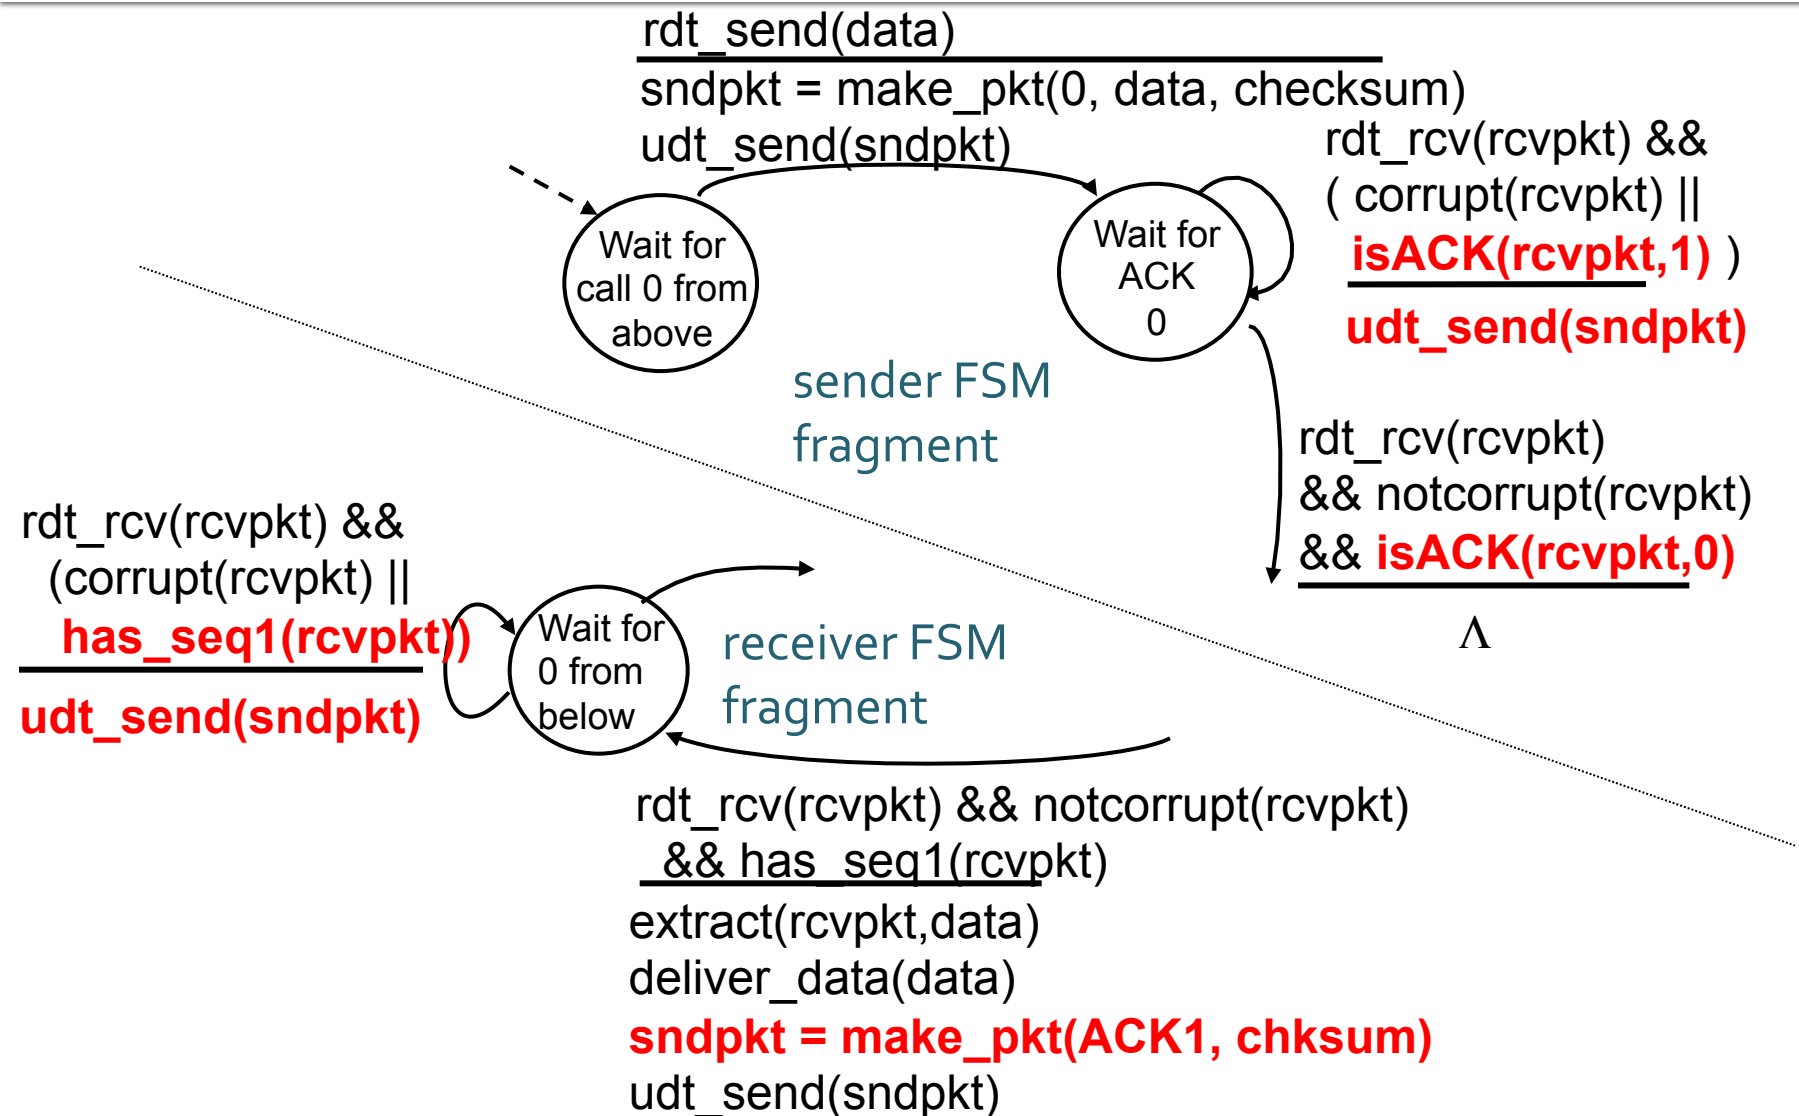 rdt_send(data)
sndpkt = make_pkt(0, data, checksum)
udt_send(sndpkt)
rdt_rcv(rcvpkt) &&
( corrupt(rcvpkt) ||
isACK(rcvpkt,1) )
udt_send(sndpkt)
Wait for
call 0 from
above
Wait for
ACK
0
sender FSM
fragment
rdt_rcv(rcvpkt)
&& notcorrupt(rcvpkt)
&& isACK(rcvpkt,0)
Λ
rdt_rcv(rcvpkt) &&
(corrupt(rcvpkt) ||
has_seq1(rcvpkt))
udt_send(sndpkt)
Wait for
0 from
below
receiver FSM
fragment
rdt_rcv(rcvpkt) && notcorrupt(rcvpkt)
&& has_seq1(rcvpkt)
extract(rcvpkt,data)
deliver_data(data)
sndpkt = make_pkt(ACK1, chksum)
udt_send(sndpkt)